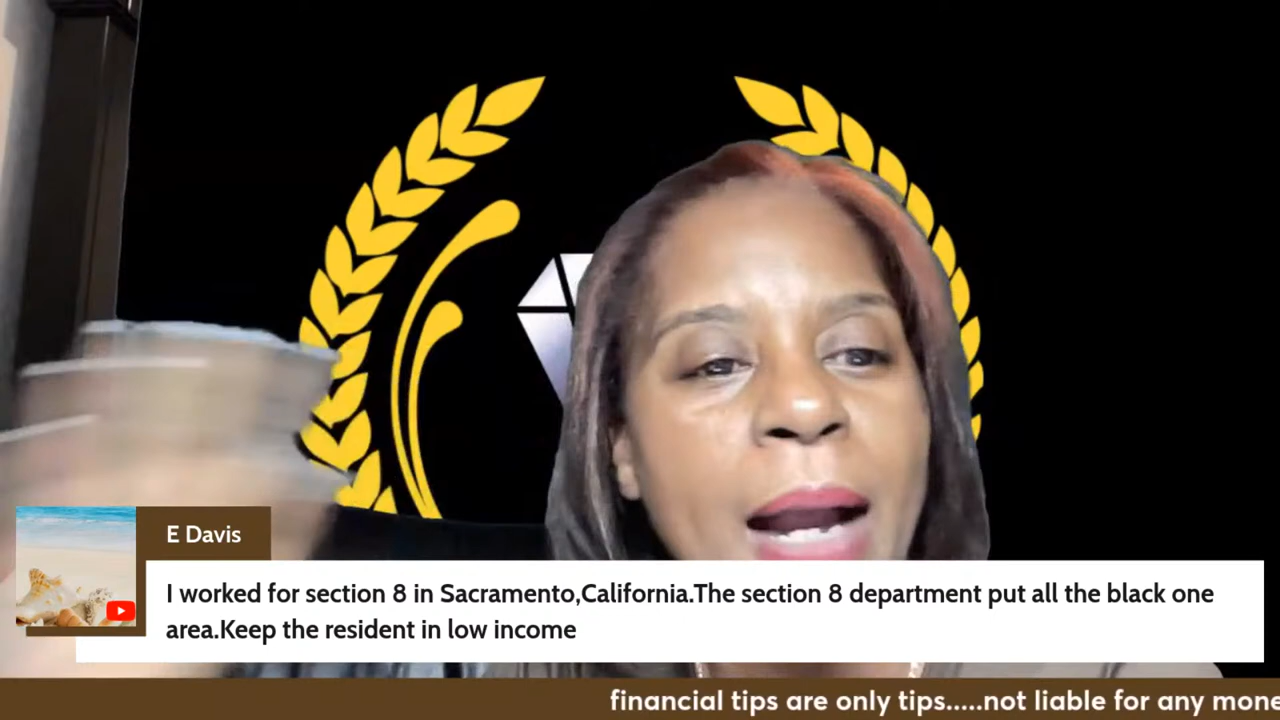 E Davis
I worked for section 8 in Sacramento,California.The section 8 department put all the black one
area.Keep the resident in low income
financial tips are only tips.....not liable for any mone